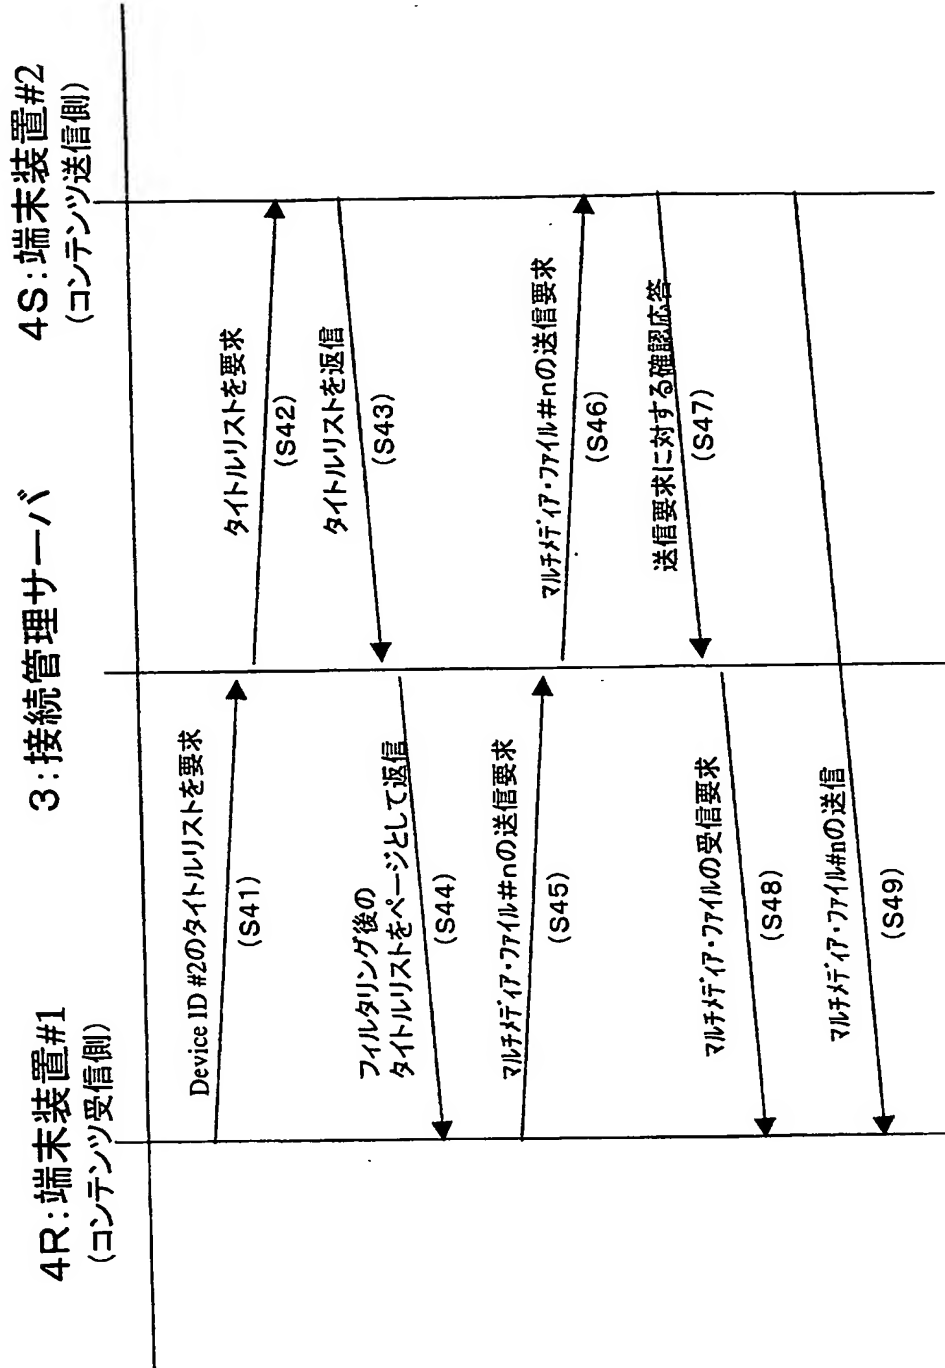 4R:端末装置#1
(コンテンツ受信側)
3:接続管理サーバ
4S:端末装置#2
(コンテンツ送信側)
Device ID #2のタイトルリストを要求
(S41)
タイトルリストを要求
(S42)
タイトルリストを返信
(S43)
フィルタリング後の
タイトルリストをページとして返信
(S44)
マルチメディア・ファイル#nの送信要求
(S45)
マルチメディア・ファイル#nの送信要求
(S46)
送信要求に対する確認応答
(S47)
マルチメディア・ファイルの受信要求
(S48)
マルチメディア・ファイル#nの送信
(S49)